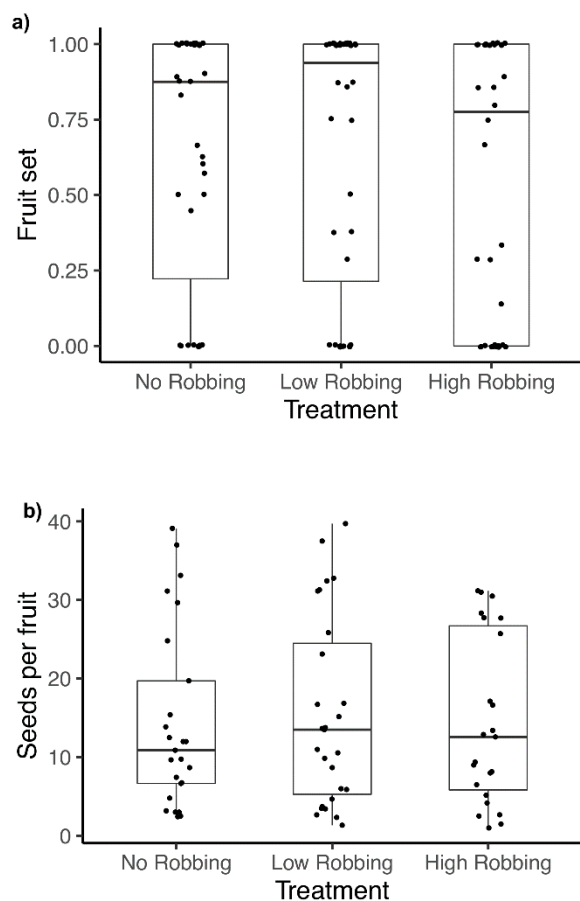 a)
1.00
0.75
0.50
0.25
0.00
Fruit set
No Robbing Low Robbing High Robbing
Treatment
b)
40
30
20
10
0
Seeds per fruit
No Robbing Low Robbing High Robbing
Treatment